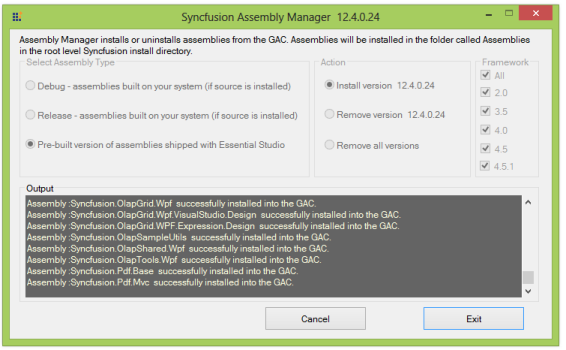 Syncfusion Assembly Manager 12.4.0.24
Assembly Manager installs or uninstalls assemblies from the GAC. Assemblies will be installed in the folder called Assemblies
in the root level Syncfusion install directory.
Select Assembly Type
Debug - assemblies built on your system (if source is installed)
Release - assemblies built on your system (if source is installed)
Pre-built version of assemblies shipped with Essential Studio
Action
Install version 12.4.0.24
Remove version 12.4.0.24
Remove all versions
Framework
All
2.0
3.5
4.0
4.5
4.5.1
Output
Assembly :Syncfusion.OlapGrid.Wpf successfully installed into the GAC.
Assembly :Syncfusion.OlapGrid.Wpf.VisualStudio.Design successfully installed into the GAC.
Assembly :Syncfusion.OlapGrid.WPF.Expression.Design successfully installed into the GAC.
Assembly :Syncfusion.OlapSampleUtils successfully installed into the GAC.
Assembly :Syncfusion.OlapShared.Wpf successfully installed into the GAC.
Assembly :Syncfusion.OlapTools.Wpf successfully installed into the GAC.
Assembly :Syncfusion.Pdf.Base successfully installed into the GAC.
Assembly :Syncfusion.Pdf.Mvc successfully installed into the GAC.
Cancel
Exit